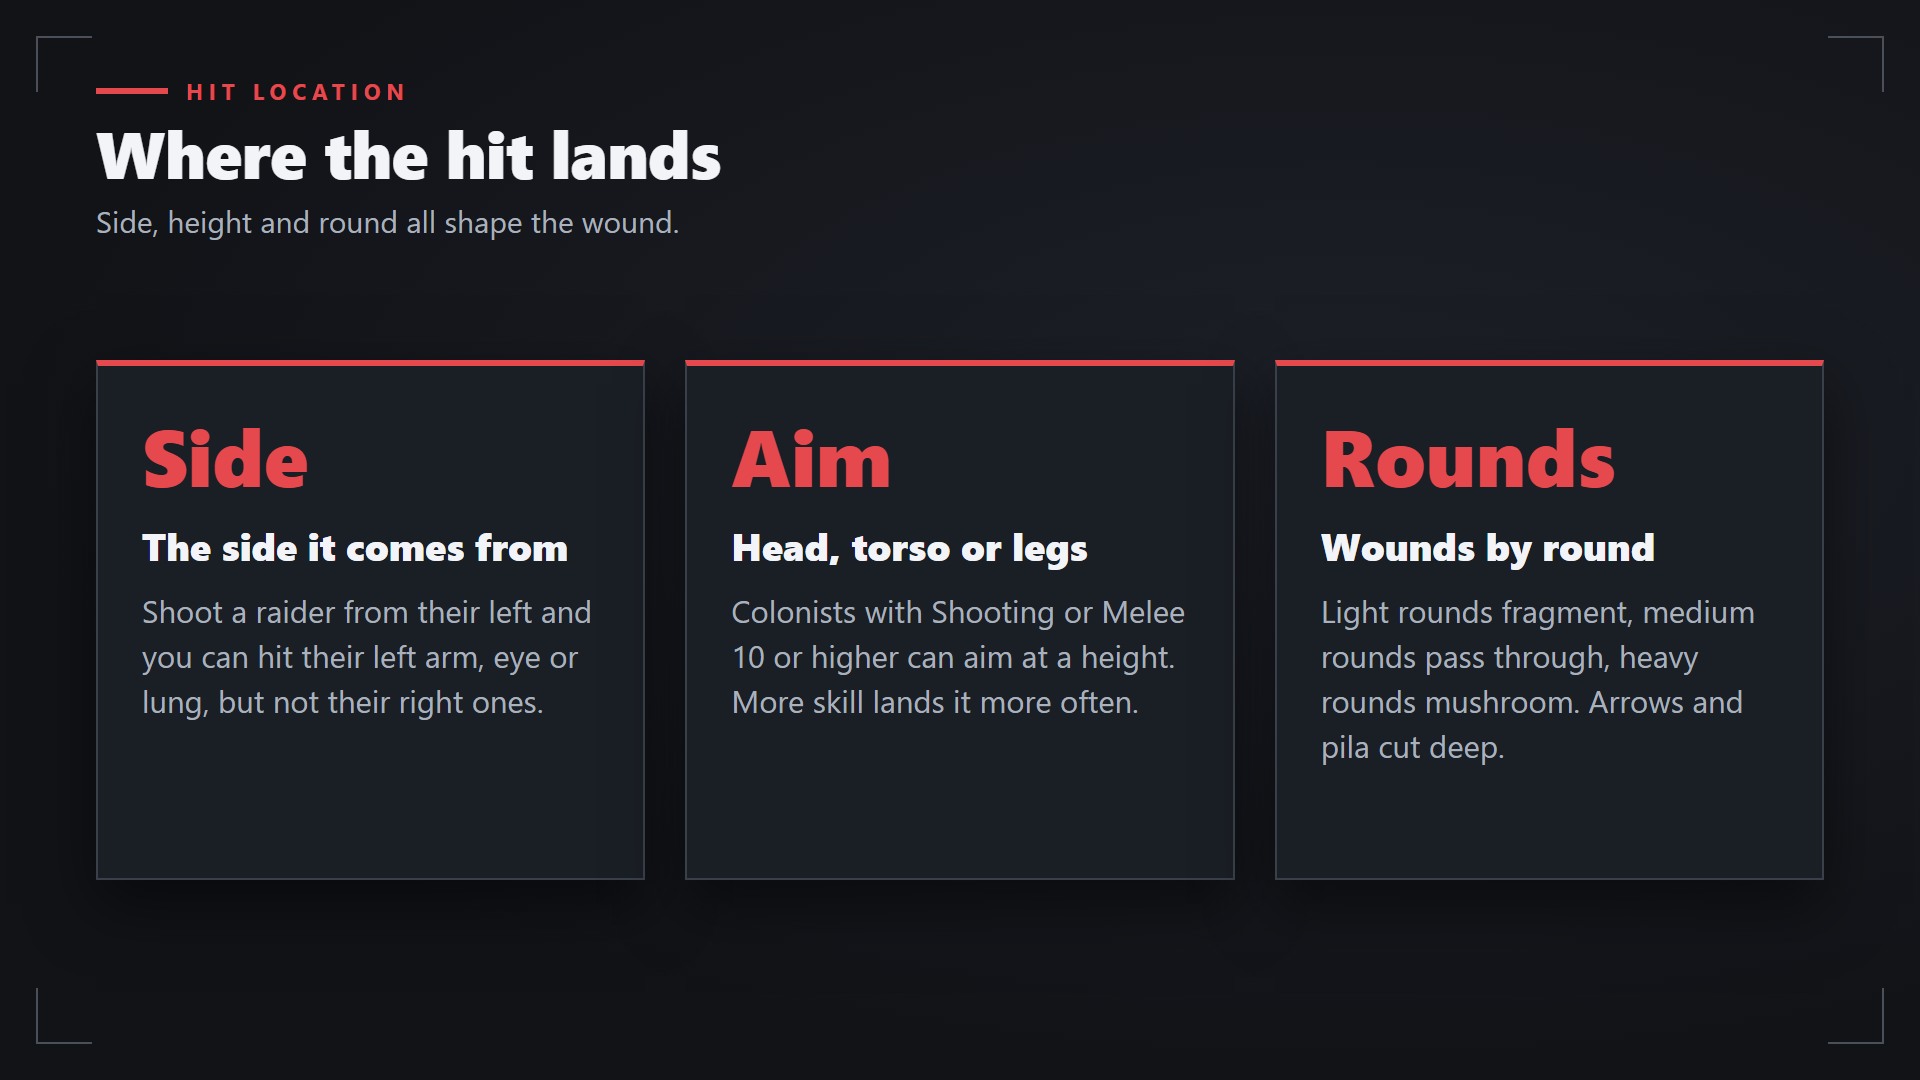 HIT LOCATION
Where the hit lands
Side, height and round all shape the wound.
Side
The side it comes from
Shoot a raider from their left and
you can hit their left arm, eye or
lung, but not their right ones.
Aim
Head, torso or legs
Colonists with Shooting or Melee
10 or higher can aim at a height.
More skill lands it more often.
Rounds
Wounds by round
Light rounds fragment, medium
rounds pass through, heavy
rounds mushroom. Arrows and
pila cut deep.